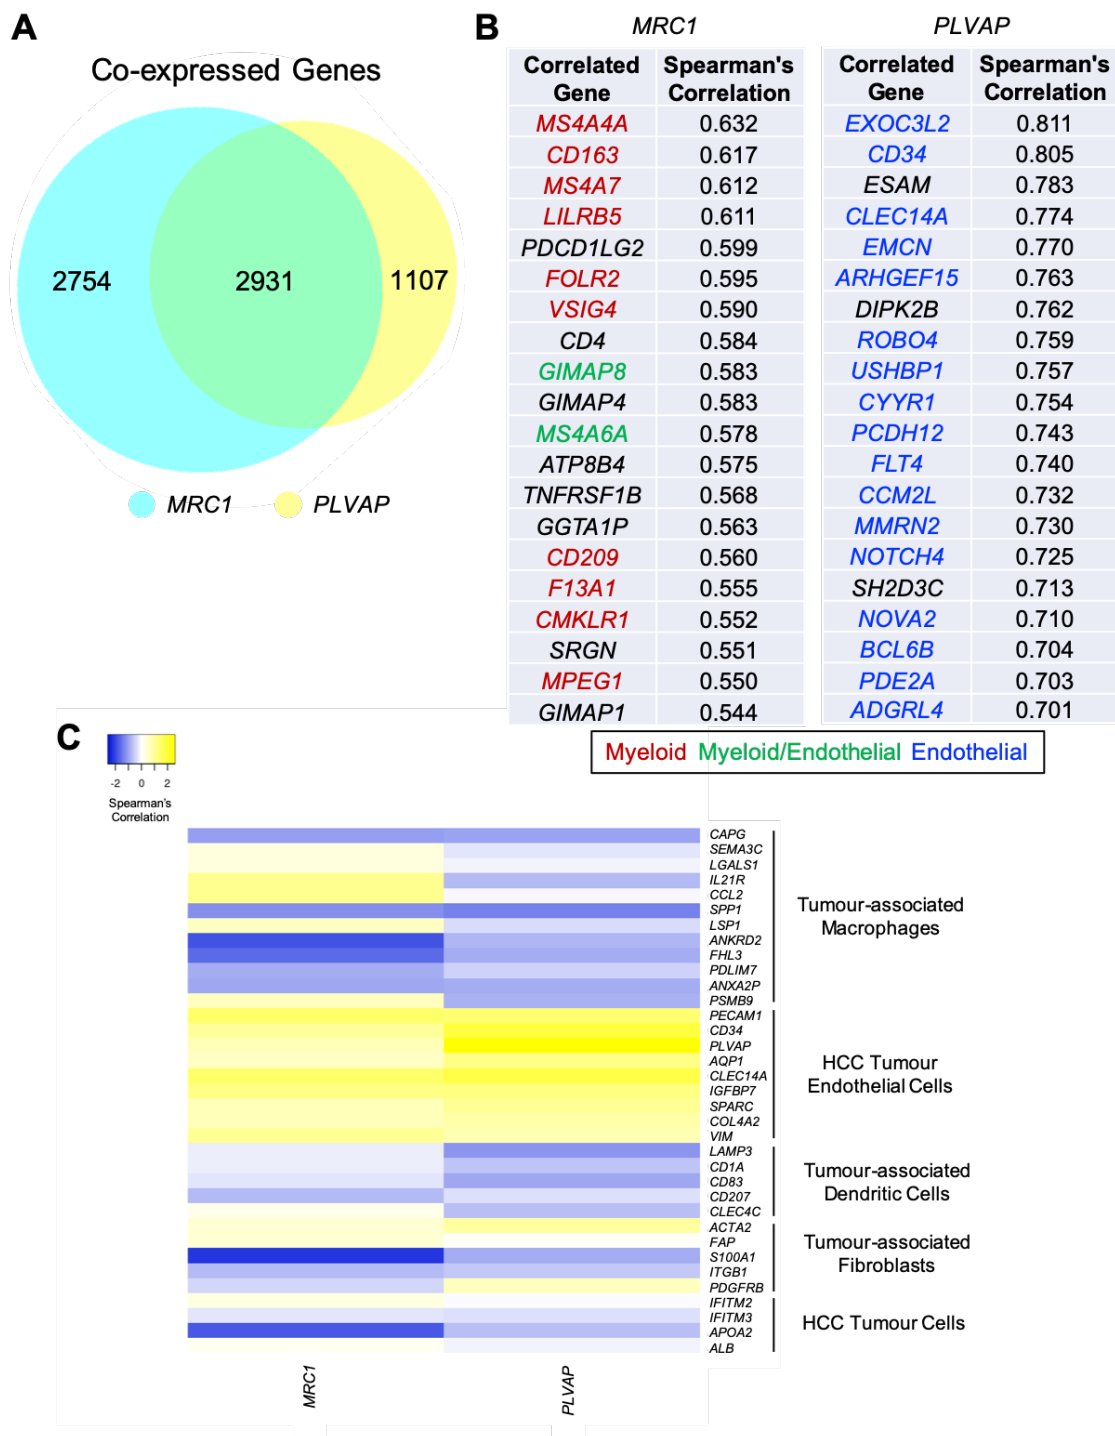 A
Co-expressed Genes
2754
2931
1107
MRC1
PLVAP
B
MRC1
Correlated Gene Spearman's Correlation
MS4A4A 0.632
CD163 0.617
MS4A7 0.612
LILRB5 0.611
PDCD1LG2 0.599
FOLR2 0.595
VSIG4 0.590
CD4 0.584
GIMAP8 0.583
GIMAP4 0.583
MS4A6A 0.578
ATP8B4 0.575
TNFRSF1B 0.568
GGTA1P 0.563
CD209 0.560
F13A1 0.555
CMKLR1 0.552
SRGN 0.551
MPEG1 0.550
GIMAP1 0.544
PLVAP
Correlated Gene Spearman's Correlation
EXOC3L2 0.811
CD34 0.805
ESAM 0.783
CLEC14A 0.774
EMCN 0.770
ARHGEF15 0.763
DIPK2B 0.762
ROBO4 0.759
USHBP1 0.757
CYYR1 0.754
PCDH12 0.743
FLT4 0.740
CCM2L 0.732
MMRN2 0.730
NOTCH4 0.725
SH2D3C 0.713
NOVA2 0.710
BCL6B 0.704
PDE2A 0.703
ADGRL4 0.701
Myeloid Myeloid/Endothelial Endothelial
C
-2 0 2
Spearman's
Correlation
CAPG
SEMA3C
LGALS1
IL21R
CCL2
SPP1
LSP1
ANKRD2
FHL3
PDLIM7
ANXA2P
PSMB9
Tumour-associated
Macrophages
PECAM1
CD34
PLVAP
AQP1
CLEC14A
IGFBP7
SPARC
COL4A2
VIM
HCC Tumour
Endothelial Cells
LAMP3
CD1A
CD83
CD207
CLEC4C
Tumour-associated
Dendritic Cells
ACTA2
FAP
S100A1
ITGB1
PDGFRB
Tumour-associated
Fibroblasts
IFITM2
IFITM3
APOA2
ALB
HCC Tumour Cells
MRC1
PLVAP